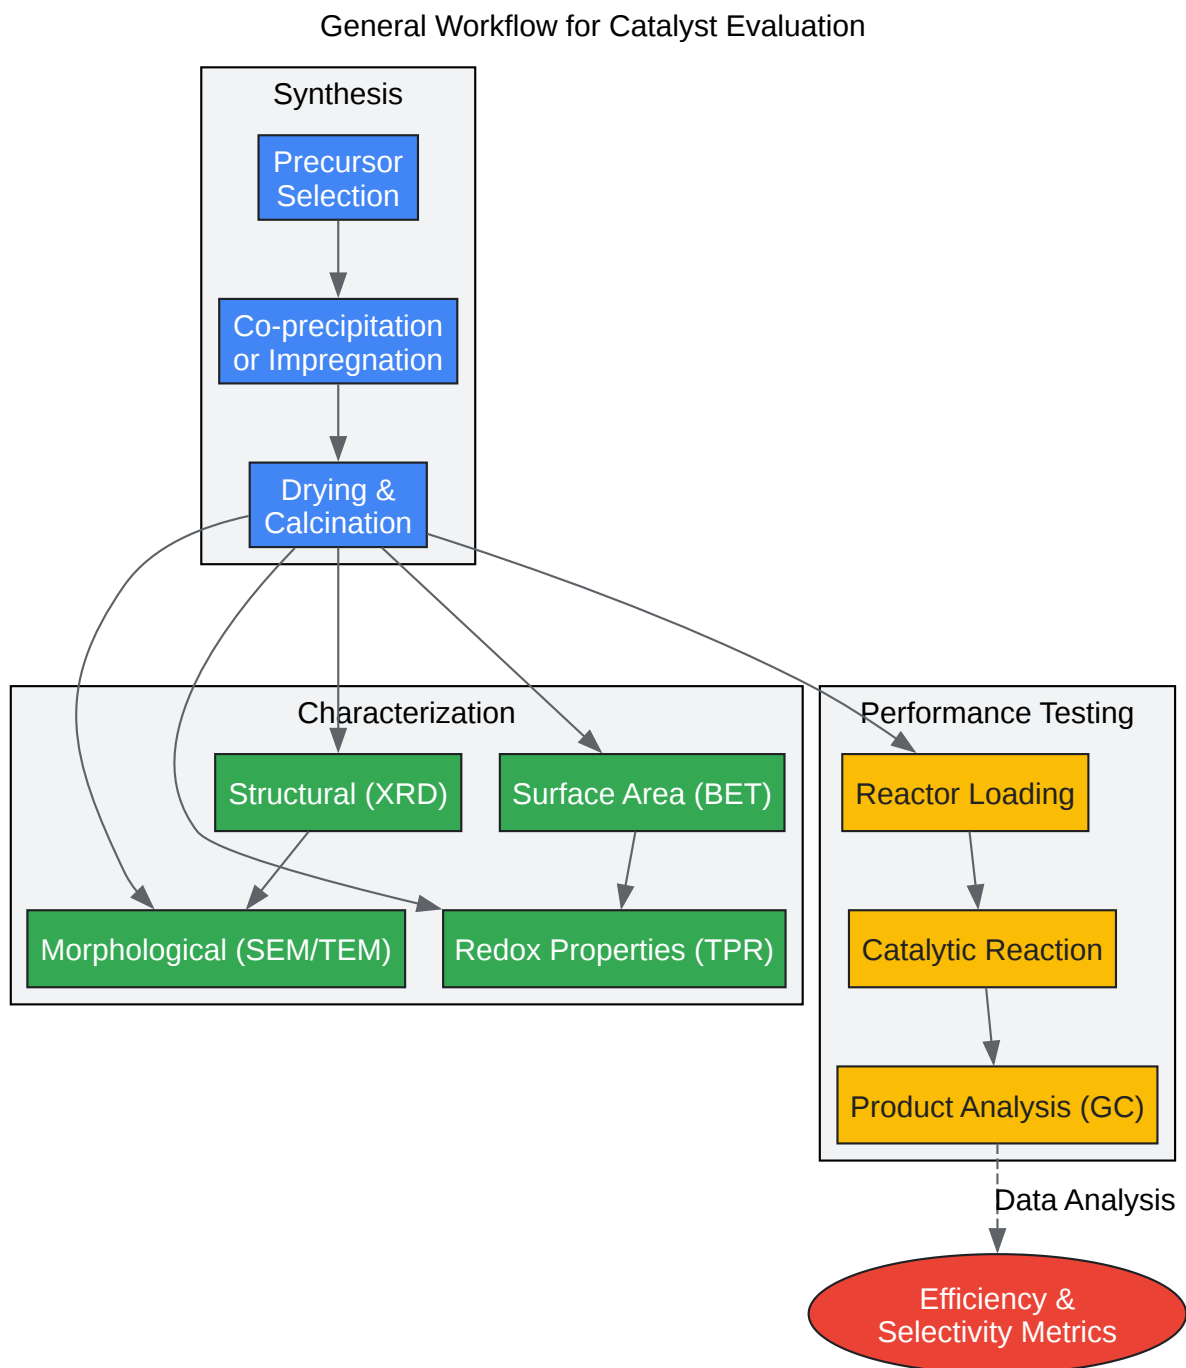 General Workflow for Catalyst Evaluation
Synthesis
Precursor
Selection
Co-precipitation
or Impregnation
Drying &
Calcination
Characterization
Structural (XRD)
Surface Area (BET)
Morphological (SEM/TEM)
Redox Properties (TPR)
Performance Testing
Reactor Loading
Catalytic Reaction
Product Analysis (GC)
Data Analysis
Efficiency &
Selectivity Metrics